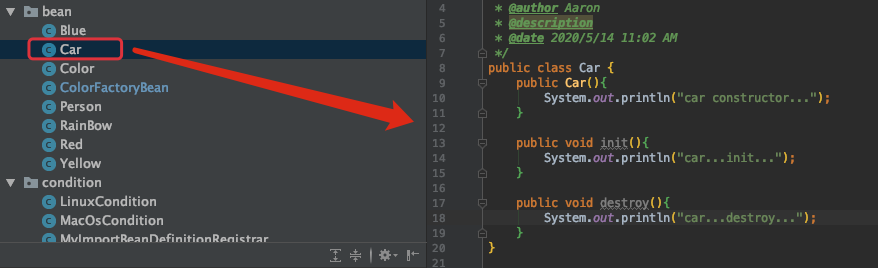 bean
Blue
Car
Color
ColorFactoryBean
Person
RainBow
Red
Yellow
condition
LinuxCondition
MacOsCondition
MyImportBeanDefinitionRegistrar
4 * @author Aaron
5 * @description
6 * @date 2020/5/14 11:02 AM
7 */
8 public class Car {
9 public Car(){
10 System.out.println("car constructor...");
11 }
12
13 public void init(){
14 System.out.println("car...init...");
15 }
16
17 public void destroy(){
18 System.out.println("car...destroy...");
19 }
20 }
21